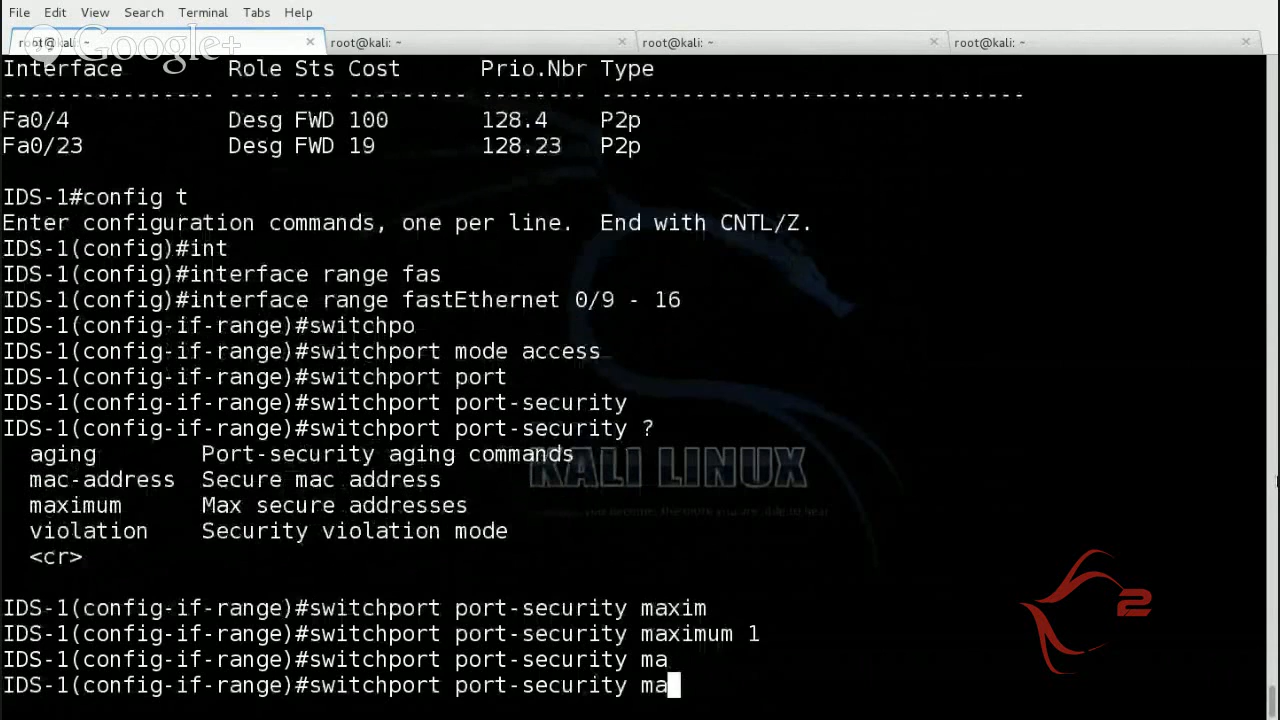 File Edit View Search Terminal Tabs Help
root@kali: ~ × root@kali: ~ × root@kali: ~ × root@kali: ~ ×
Google+
Interface Role Sts Cost Prio.Nbr Type
---------------- ---- --- --------- -------- --------------------------------
Fa0/4 Desg FWD 100 128.4 P2p
Fa0/23 Desg FWD 19 128.23 P2p
IDS-1#config t
Enter configuration commands, one per line. End with CNTL/Z.
IDS-1(config)#int
IDS-1(config)#interface range fas
IDS-1(config)#interface range fastEthernet 0/9 - 16
IDS-1(config-if-range)#switchpo
IDS-1(config-if-range)#switchport mode access
IDS-1(config-if-range)#switchport port
IDS-1(config-if-range)#switchport port-security
IDS-1(config-if-range)#switchport port-security ?
aging Port-security aging commands
mac-address Secure mac address
maximum Max secure addresses
violation Security violation mode
<cr>
KALI LINUX
IDS-1(config-if-range)#switchport port-security maxim
IDS-1(config-if-range)#switchport port-security maximum 1
IDS-1(config-if-range)#switchport port-security ma
IDS-1(config-if-range)#switchport port-security ma
2